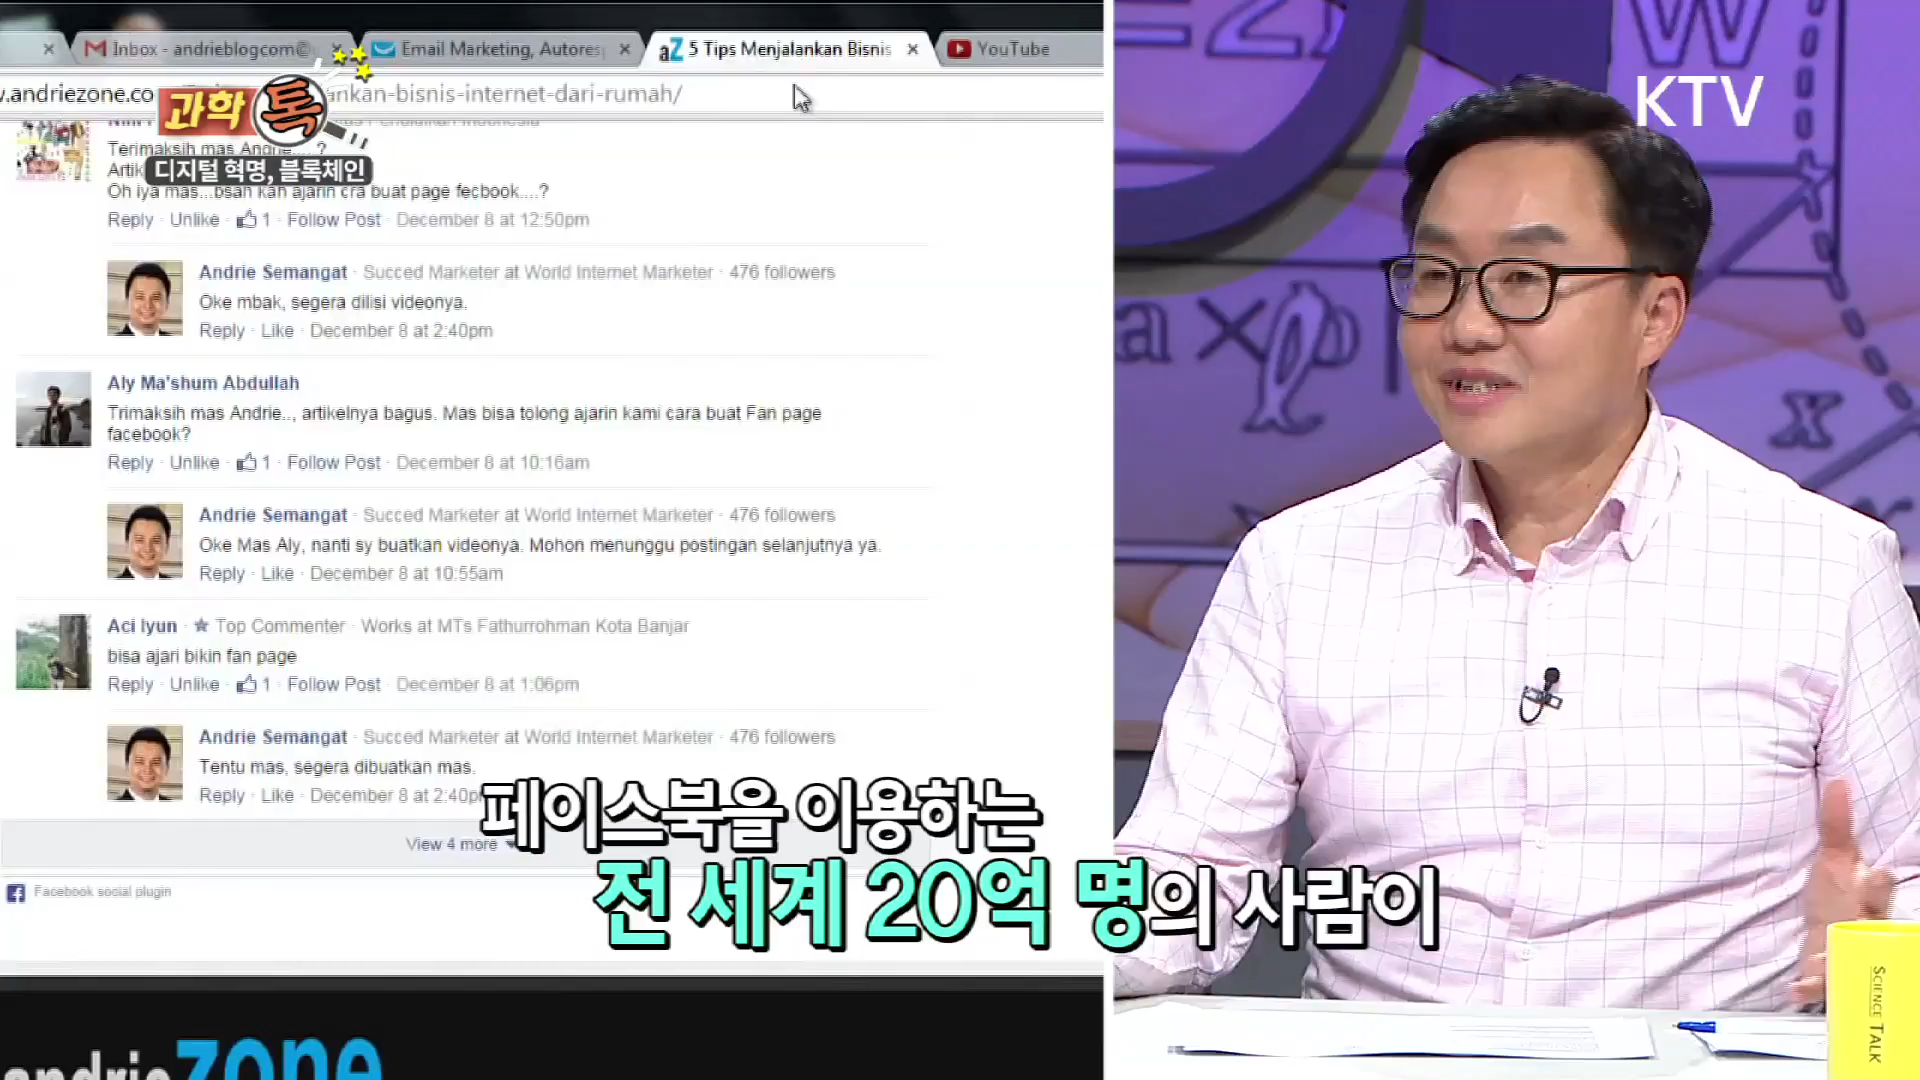 Inbox - andrieblogcom@
Email Marketing, Autores
aZ 5 Tips Menjalankan Bisnis
YouTube
.andriezone.co
ankan-bisnis-internet-dari-rumah/
과학 톡
디지털 혁명, 블록체인
KTV
Terimaksih mas Andrie....?
Artik
Oh iya mas...bsah kah ajarin cra buat page fecbook....?
Reply · Unlike · 1 · Follow Post · December 8 at 12:50pm
Andrie Semangat · Succed Marketer at World Internet Marketer · 476 followers
Oke mbak, segera dilisi videonya.
Reply · Like · December 8 at 2:40pm
Aly Ma'shum Abdullah
Trimaksih mas Andrie.., artikelnya bagus. Mas bisa tolong ajarin kami cara buat Fan page
facebook?
Reply · Unlike · 1 · Follow Post · December 8 at 10:16am
Andrie Semangat · Succed Marketer at World Internet Marketer · 476 followers
Oke Mas Aly, nanti sy buatkan videonya. Mohon menunggu postingan selanjutnya ya.
Reply · Like · December 8 at 10:55am
Aci Iyun · Top Commenter · Works at MTs Fathurrohman Kota Banjar
bisa ajari bikin fan page
Reply · Unlike · 1 · Follow Post · December 8 at 1:06pm
Andrie Semangat · Succed Marketer at World Internet Marketer · 476 followers
Tentu mas, segera dibuatkan mas.
Reply · Like · December 8 at 2:40p
View 4 more
Facebook social plugin
페이스북을 이용하는
전 세계 20억 명의 사람이
andriezone
SCIENCE TALK